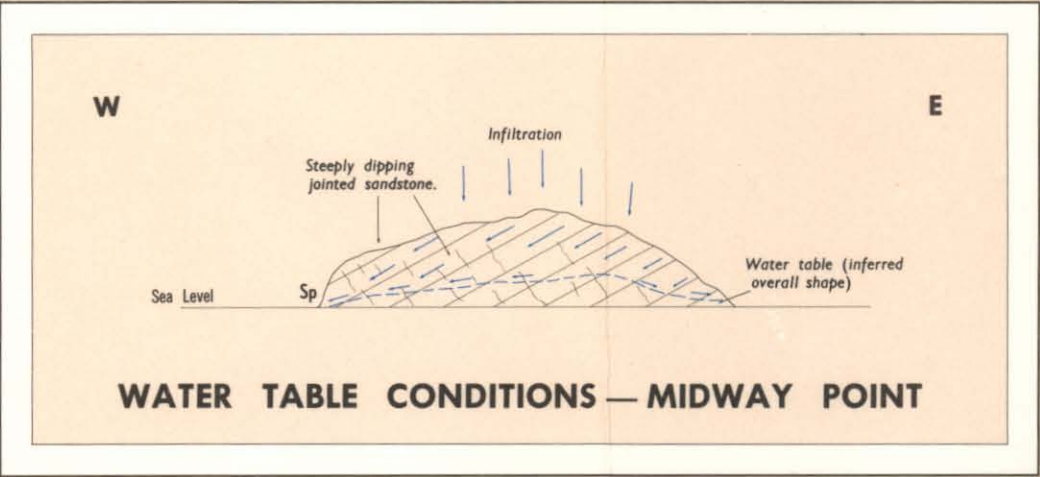 W
E
Infiltration
Steeply dipping
jointed sandstone.
Water table (inferred
overall shape)
Sea Level
Sp
WATER TABLE CONDITIONS — MIDWAY POINT